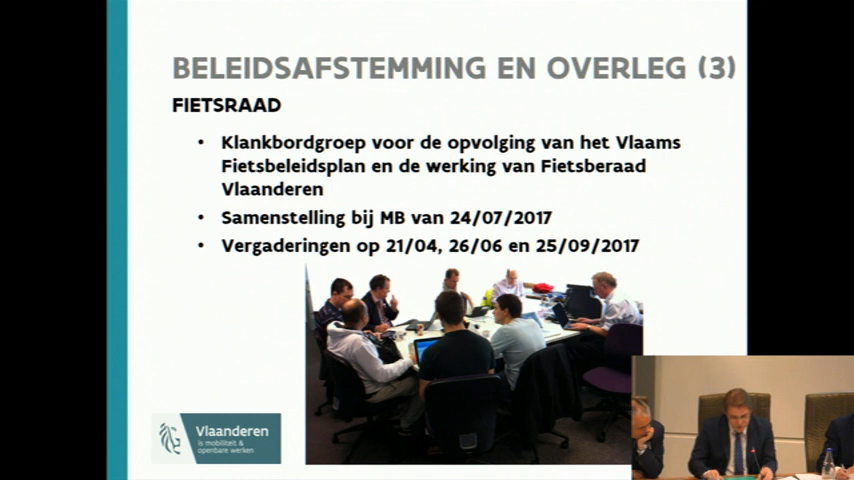 BELEIDSAFSTEMMING EN OVERLEG (3)
FIETSRAAD
• Klankbordgroep voor de opvolging van het Vlaams
Fietsbeleidsplan en de werking van Fietsberaad
Vlaanderen
• Samenstelling bij MB van 24/07/2017
• Vergaderingen op 21/04, 26/06 en 25/09/2017
Vlaanderen
is mobiliteit &
openbare werken